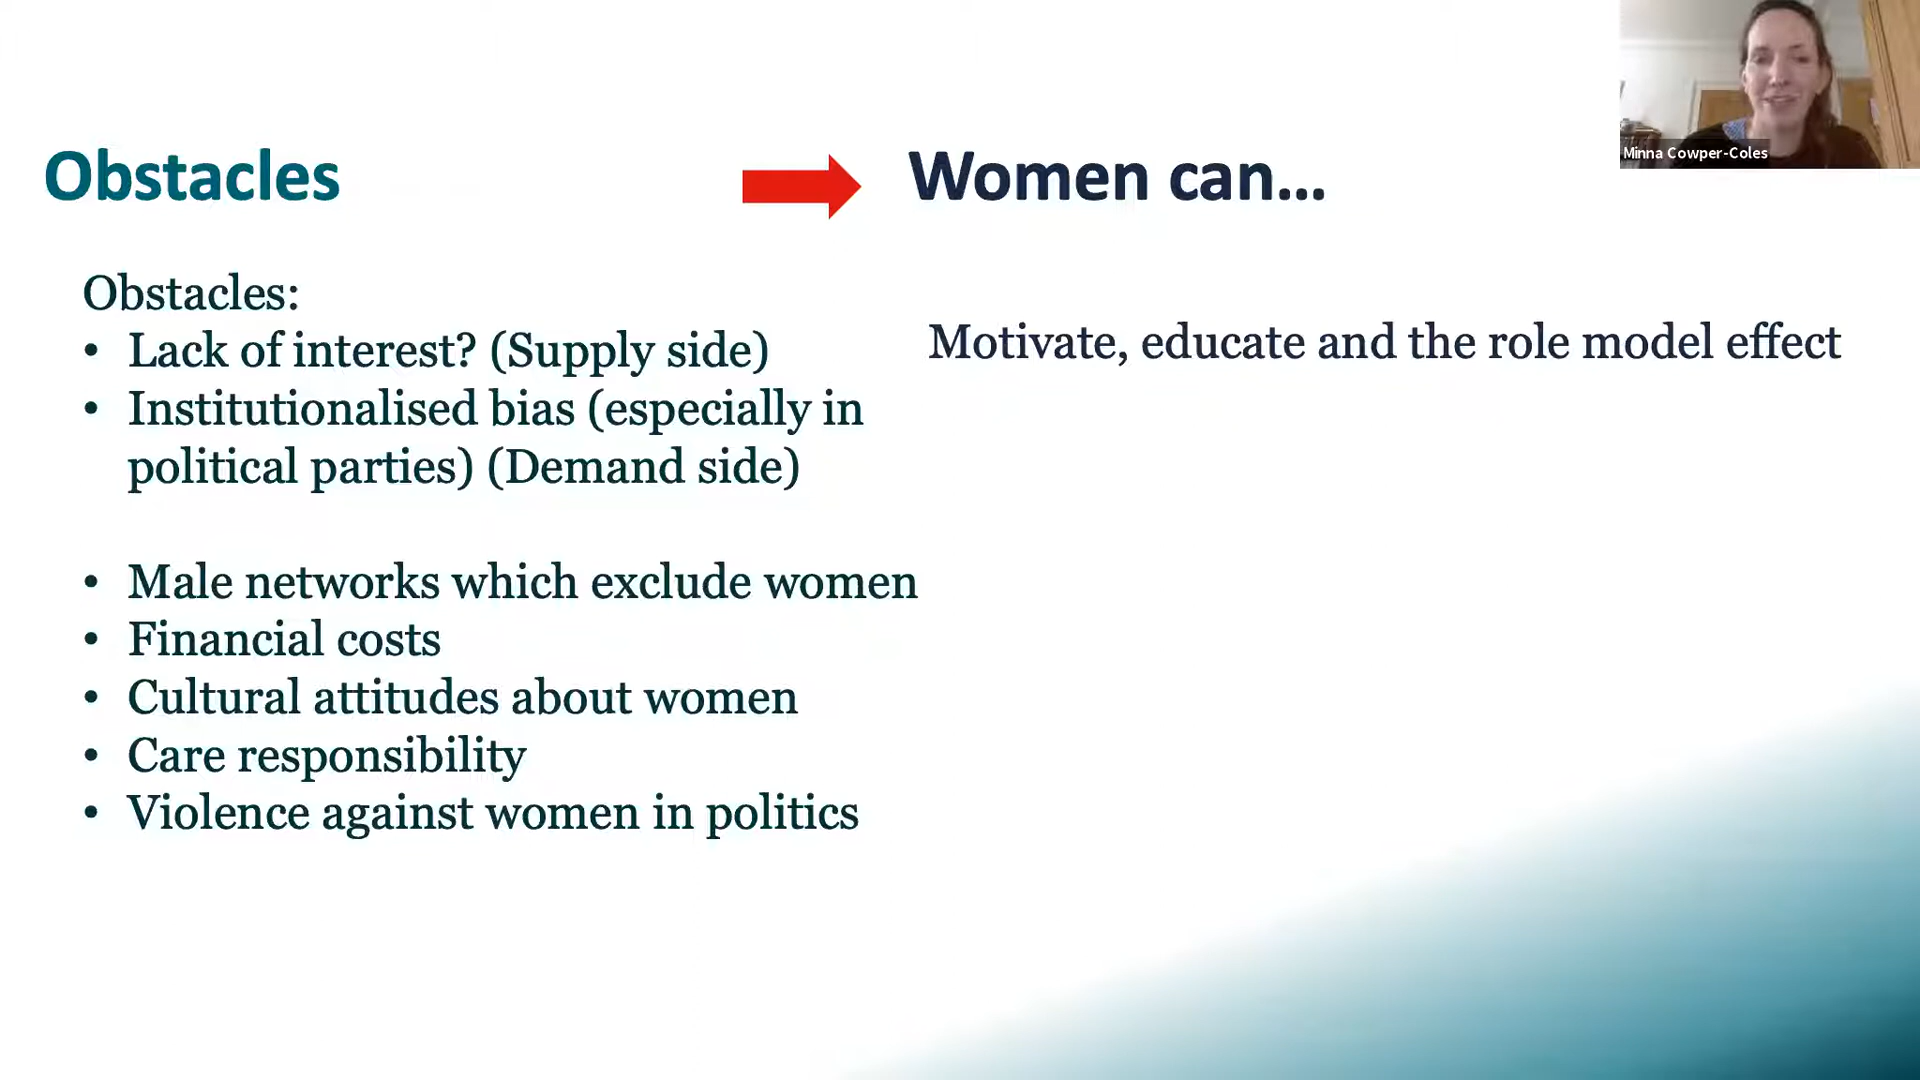 Minna Cowper-Coles
Obstacles
Women can...
Obstacles:
• Lack of interest? (Supply side)
• Institutionalised bias (especially in
political parties) (Demand side)
• Male networks which exclude women
• Financial costs
• Cultural attitudes about women
• Care responsibility
• Violence against women in politics
Motivate, educate and the role model effect